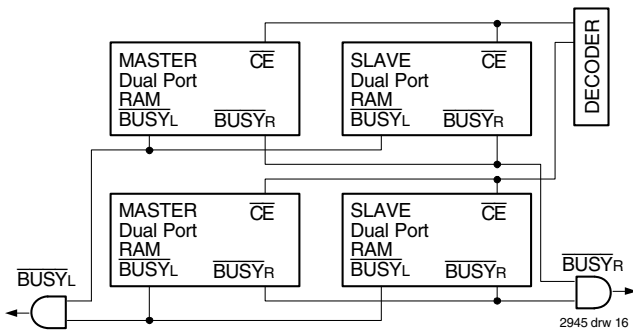 MASTER
Dual Port
RAM
BUSYL
CE
BUSYR
SLAVE
Dual Port
RAM
BUSYL
CE
BUSYR
DECODER
MASTER
Dual Port
RAM
BUSYL
CE
BUSYR
SLAVE
Dual Port
RAM
BUSYL
CE
BUSYR
BUSYL
BUSYR
2945 drw 16